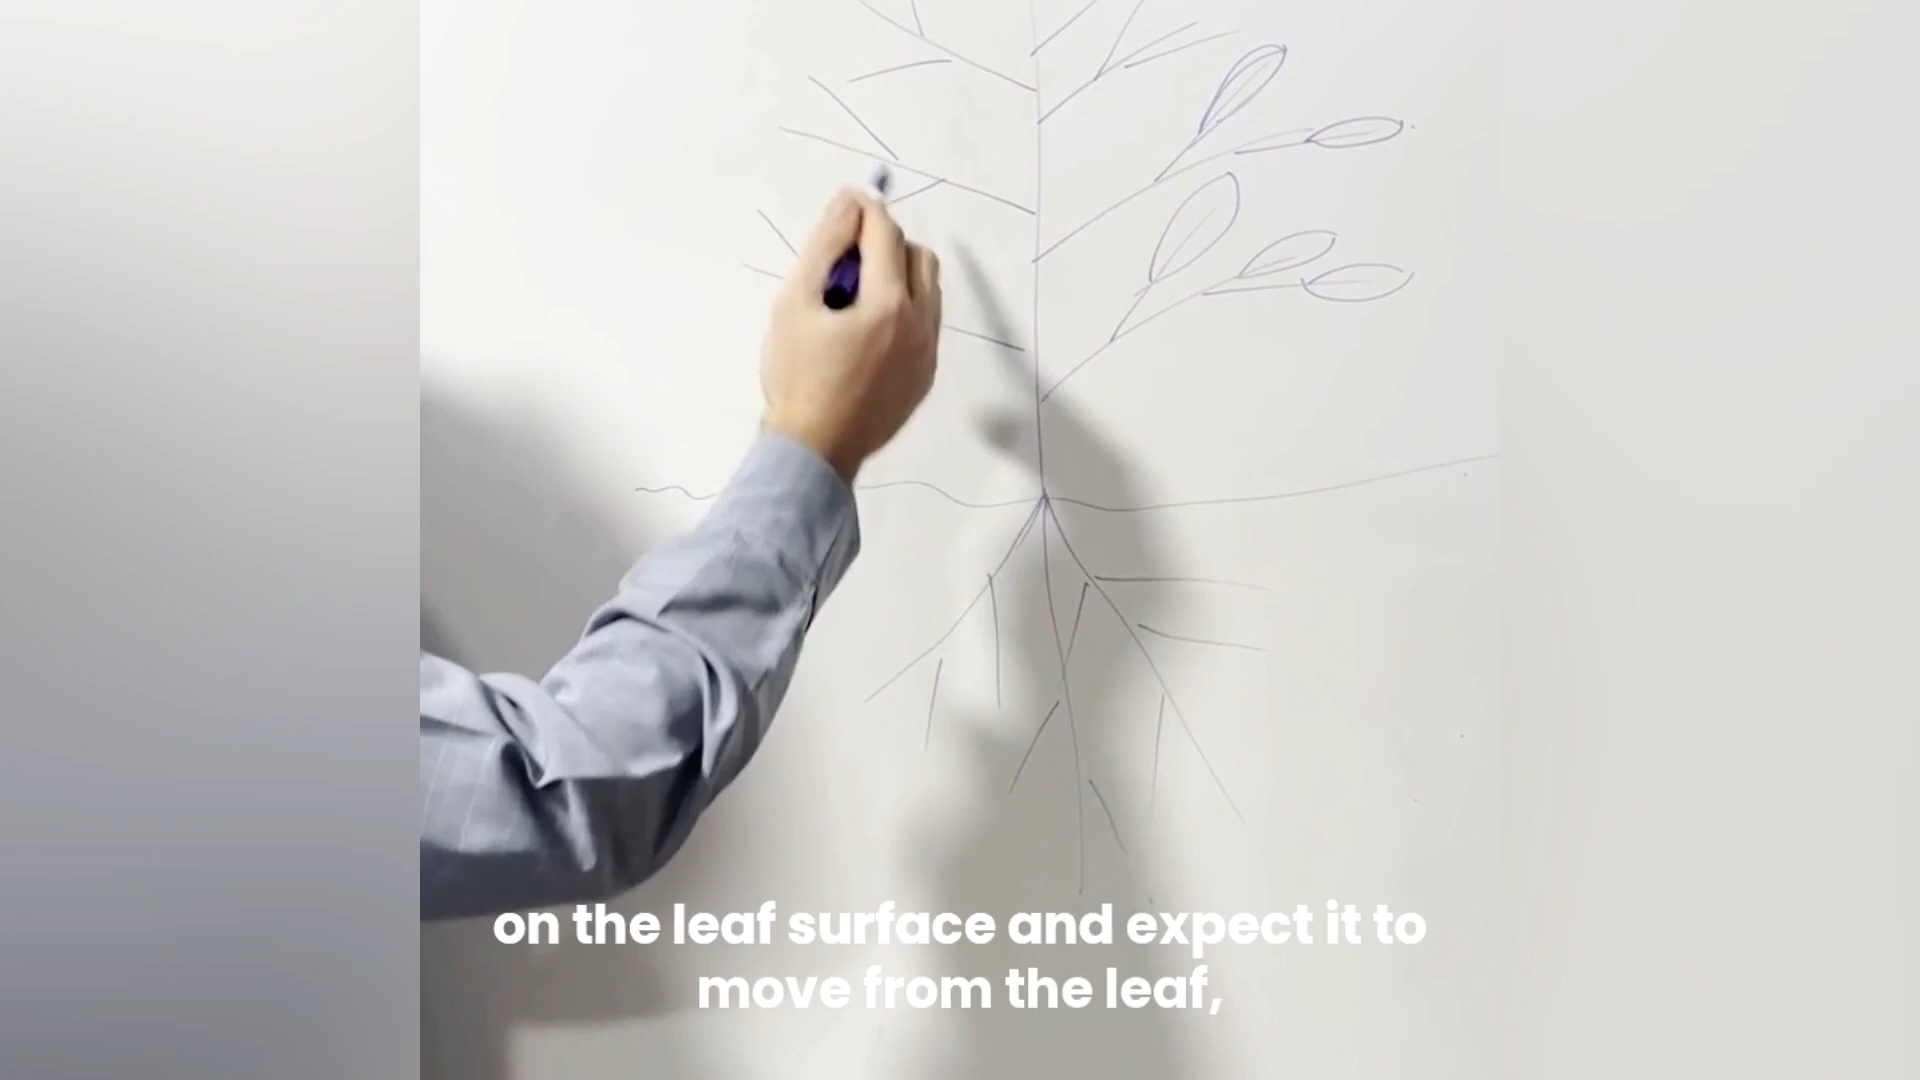 on the leaf surface and expect it to
move from the leaf,